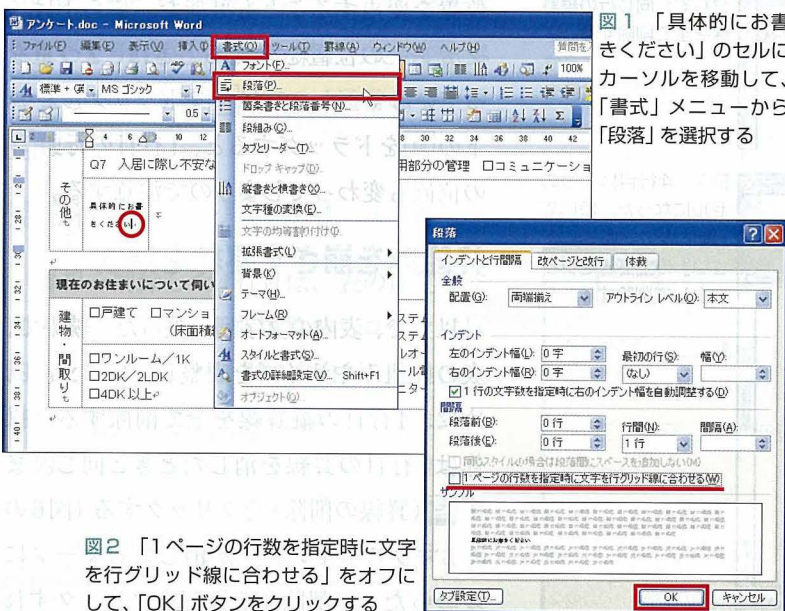 アンケート.doc - Microsoft Word
ファイル(F) 編集(E) 表示(V) 挿入(I) 書式(O) ツール(T) 罫線(A) ウィンドウ(W) ヘルプ(H)
100%
MS ゴシック 7
0.5
フォント(F)...
段落(P)...
箇条書きと段落番号(N)...
段組み(C)...
タブとリーダー(T)...
ドロップ キャップ(D)...
縦書きと横書き(X)...
文字種の変換(E)...
文字の均等割り付け(I)...
拡張書式(L)
背景(K)
テーマ(H)...
フレーム(R)
オートフォーマット(A)...
スタイルと書式(S)...
書式の詳細設定(V)... Shift+F1
オブジェクト(O)...
Q7 入居に際し不安な
用部分の管理 □コミュニケーショ
その他
具体的にお書
きください
現在のお住まいについて伺い
建物・間取り
□戸建て □マンショ
(床面積
□ワンルーム/1K
□2DK/2LDK
□4DK以上
図1 「具体的にお書
きください」のセルに
カーソルを移動して、
「書式」メニューから
「段落」を選択する
段落
インデントと行間隔 改ページと改行 体裁
全般
配置(G): 両端揃え アウトライン レベル(O): 本文
インデント
左のインデント幅(L): 0 字 最初の行(S): 幅(Y):
右のインデント幅(R): 0 字 (なし)
1 行の文字数を指定時に右のインデント幅を自動調整する(D)
間隔
段落前(B): 0 行 行間(N): 間隔(A):
段落後(E): 0 行 1 行
同じスタイルの場合は段落間にスペースを追加しない(M)
1 ページの行数を指定時に文字を行グリッド線に合わせる(W)
サンプル
タブ設定(T)... OK キャンセル
図2 「1ページの行数を指定時に文字
を行グリッド線に合わせる」をオフに
して、「OK」ボタンをクリックする